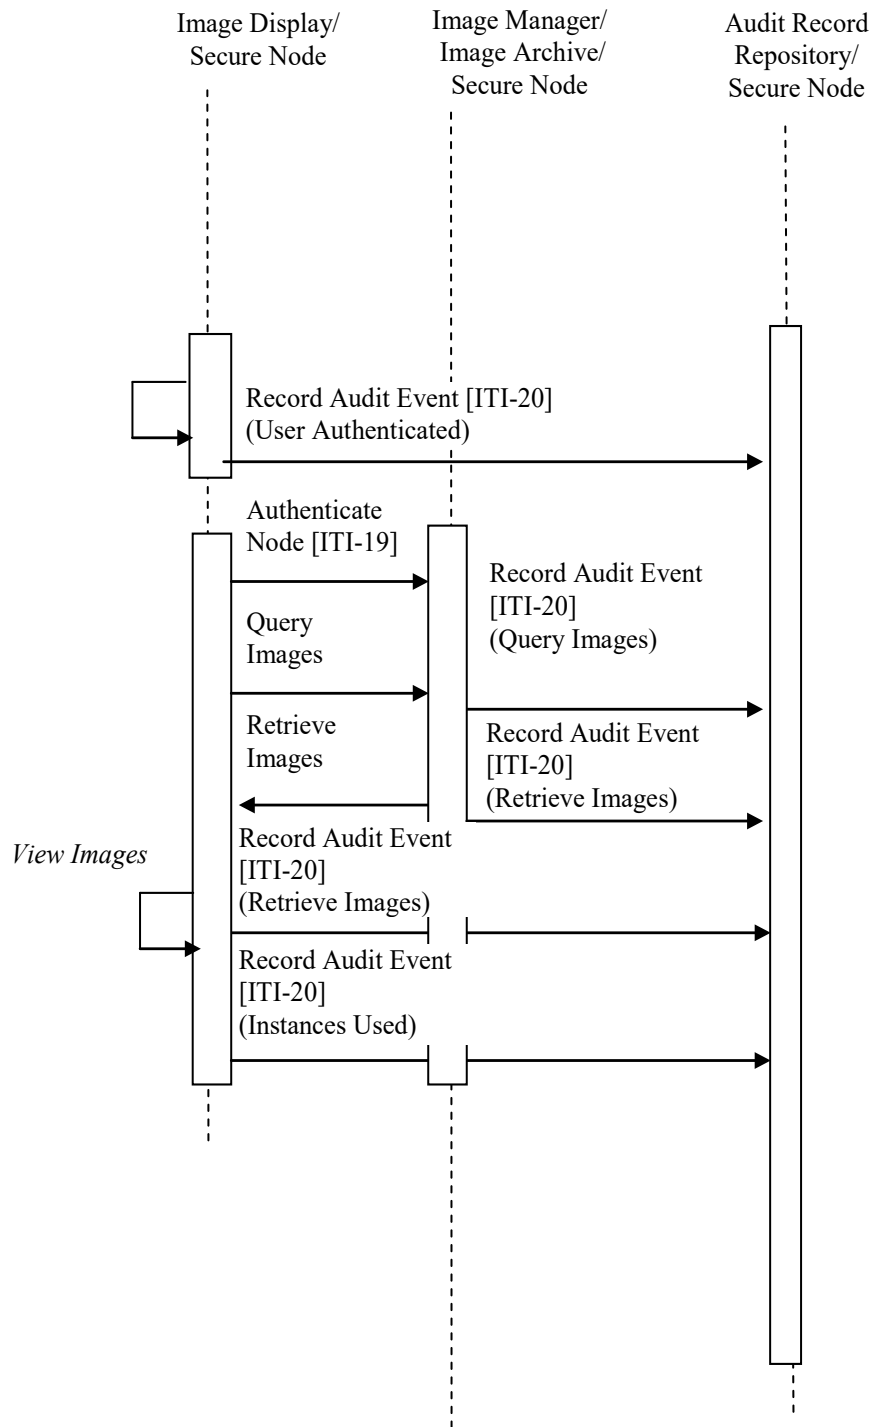 Image Display/
Secure Node
Image Manager/
Image Archive/
Secure Node
Audit Record
Repository/
Secure Node
Record Audit Event [ITI-20]
(User Authenticated)
Authenticate
Node [ITI-19]
Record Audit Event
[ITI-20]
(Query Images)
Query
Images
Retrieve
Images
Record Audit Event
[ITI-20]
(Retrieve Images)
View Images
Record Audit Event
[ITI-20]
(Retrieve Images)
Record Audit Event
[ITI-20]
(Instances Used)